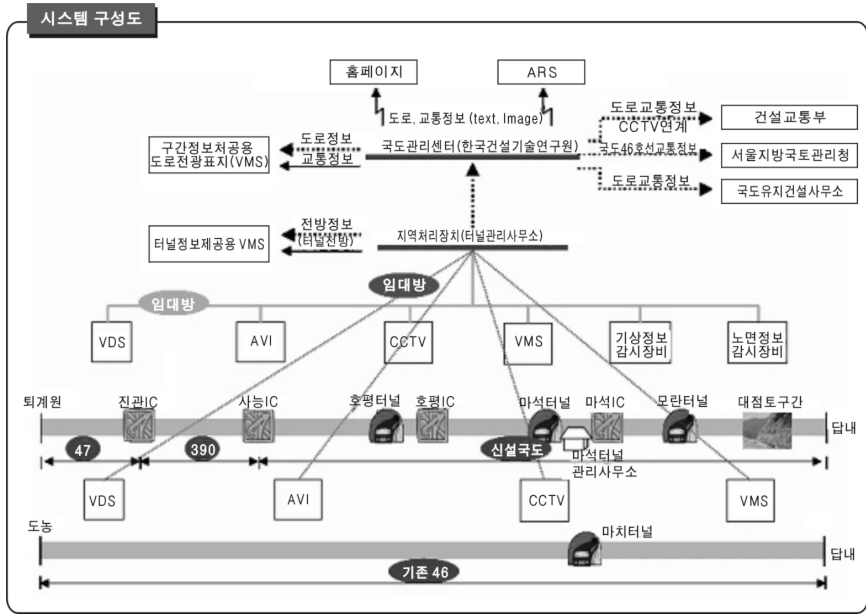 시스템 구성도
홈페이지
ARS
도로, 교통정보 (text, Image)
도로교통정보
CCTV연계
건설교통부
구간정보처공용
도로전광표지(VMS)
도로정보
교통정보
국도관리센터(한국건설기술연구원)
국도46호선교통정보
서울지방국토관리청
도로교통정보
국도유지건설사무소
터널정보제공용 VMS
전방정보
(터널전방)
지역처리장치(터널관리사무소)
임대방
임대방
VDS
AVI
CCTV
VMS
기상정보
감시장비
노면정보
감시장비
퇴계원
진관IC
사능IC
호평터널
호평IC
마석터널
마석IC
모란터널
대점토구간
답내
47
390
신설국도
마석터널
관리사무소
VDS
AVI
CCTV
VMS
도농
마치터널
답내
기존 46